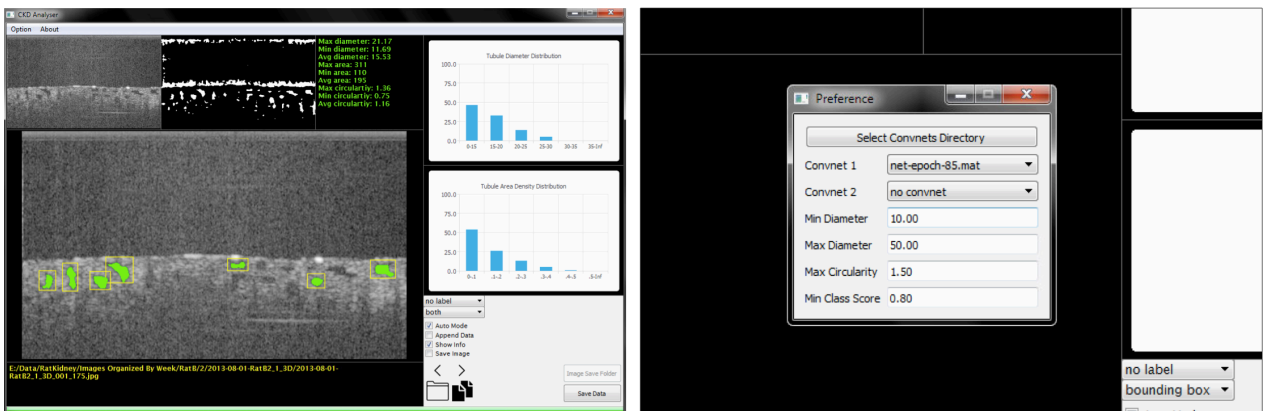 CKD Analyser
Option About
Max diameter: 21.17
Min diameter: 11.69
Avg diameter: 15.53
Max area: 311
Min area: 110
Avg area: 195
Max circulartiy: 1.36
Min circulartiy: 0.75
Avg circulartiy: 1.16
Tubule Diameter Distribution
100.0
75.0
50.0
25.0
0.0
0-15 15-20 20-25 25-30 30-35 35-Inf
Tubule Area Density Distribution
100.0
75.0
50.0
25.0
0.0
0-.1 .1-.2 .2-.3 .3-.4 .4-.5 .5-Inf
no label
both
Auto Mode
Append Data
Show Info
Save Image
Image Save Folder
Save Data
E:/Data/RatKidney/Images Organized By Week/RatB/2/2013-08-01-RatB2_1_3D/2013-08-01-
RatB2_1_3D_001_175.jpg
Preference
Select Convnets Directory
Convnet 1 net-epoch-85.mat
Convnet 2 no convnet
Min Diameter 10.00
Max Diameter 50.00
Max Circularity 1.50
Min Class Score 0.80
no label
bounding box